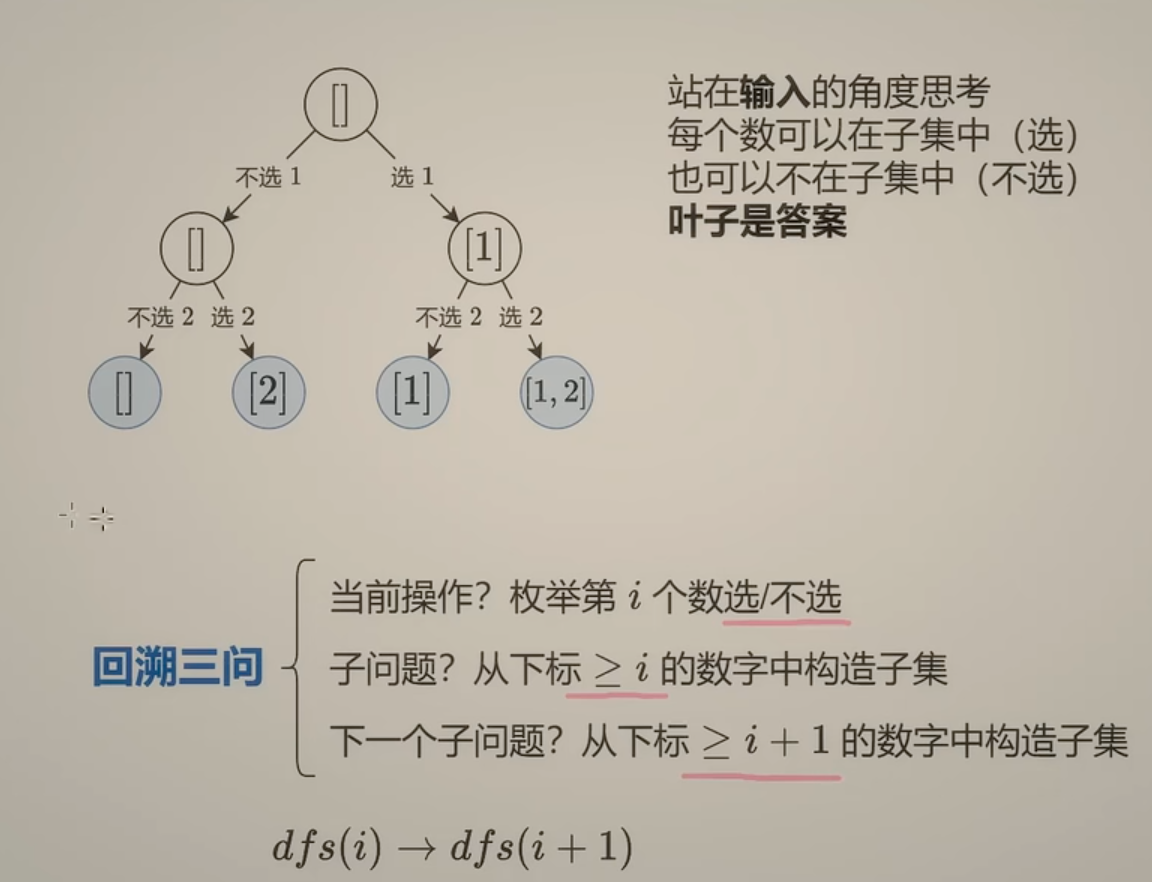 []
不选 1 选 1
[] [1]
不选 2 选 2 不选 2 选 2
[] [2] [1] [1, 2]
站在输入的角度思考
每个数可以在子集中（选）
也可以不在子集中（不选）
叶子是答案
回溯三问
当前操作？枚举第 i 个数选/不选
子问题？从下标 ≥ i 的数字中构造子集
下一个子问题？从下标 ≥ i + 1 的数字中构造子集
dfs(i) → dfs(i + 1)